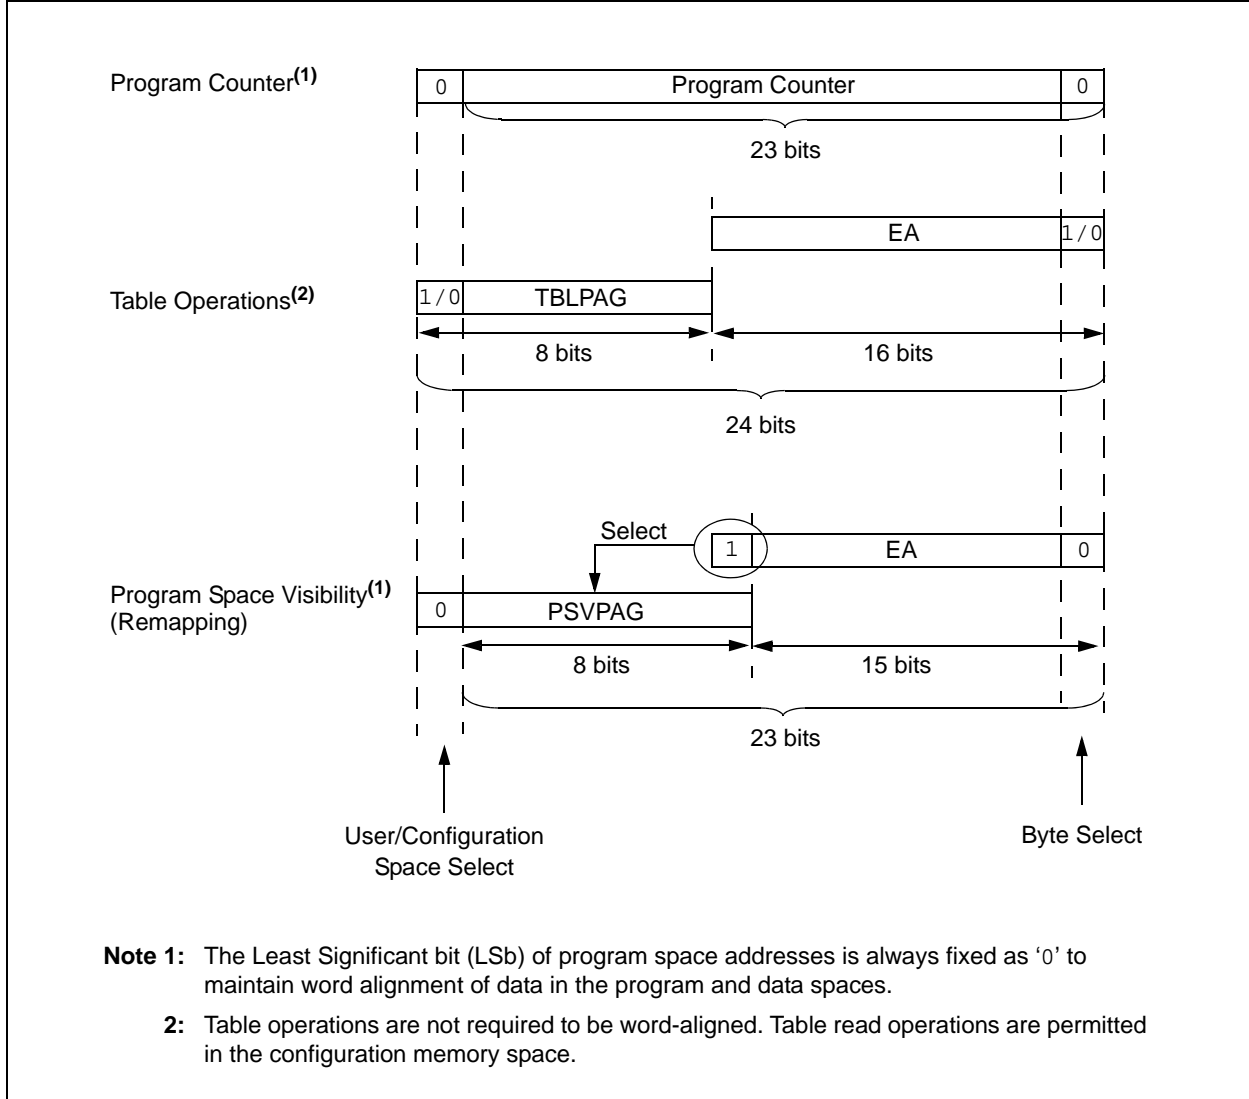 Program Counter(1)
0
Program Counter
0
23 bits
EA
1/0
Table Operations(2)
1/0
TBLPAG
8 bits
16 bits
24 bits
Select
1
EA
0
Program Space Visibility(1)
(Remapping)
0
PSVPAG
8 bits
15 bits
23 bits
User/Configuration
Space Select
Byte Select
Note 1: The Least Significant bit (LSb) of program space addresses is always fixed as ‘0’ to
maintain word alignment of data in the program and data spaces.
2: Table operations are not required to be word-aligned. Table read operations are permitted
in the configuration memory space.